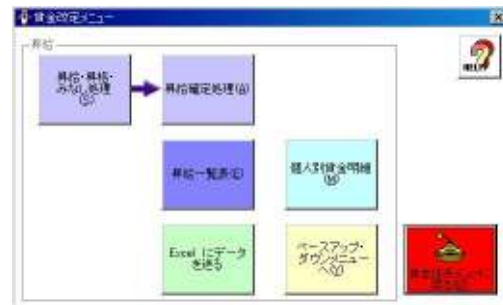 賃金改定メニュー
昇給
昇給・昇格・
みなし処理
(S)
昇給確定処理(A)
HELP
昇給一覧表(E)
個人別賃金明細
(M)
Excel にデータ
を送る
ベースアップ・
ダウンメニュー
へ(Y)